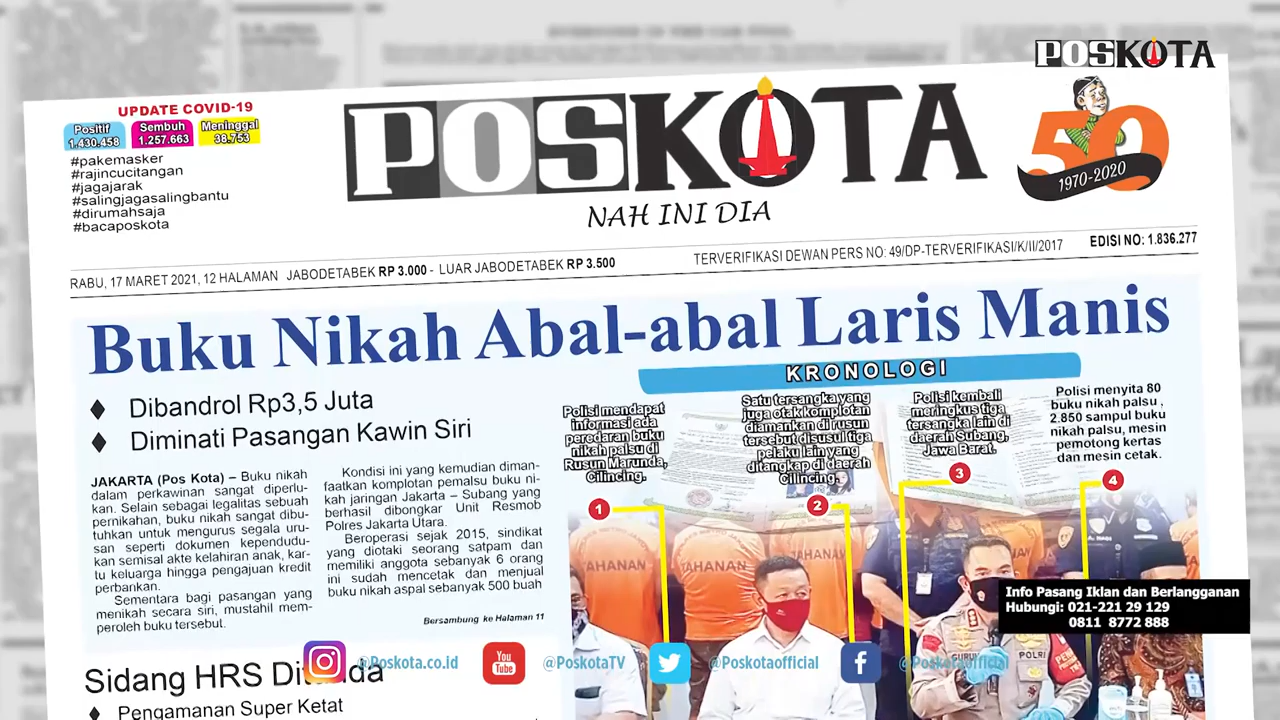 POSKOTA
UPDATE COVID-19
Positif
1.430.458
Sembuh
1.257.663
Meninggal
38.753
#pakemasker
#rajincucitangan
#jagajarak
#salingjagasalingbantu
#dirumahsaja
#bacaposkota
POSKOTA
NAH INI DIA
50
1970-2020
RABU, 17 MARET 2021, 12 HALAMAN JABODETABEK RP 3.000 - LUAR JABODETABEK RP 3.500
TERVERIFIKASI DEWAN PERS NO: 49/DP-TERVERIFIKASI/K/II/2017
EDISI NO: 1.836.277
Buku Nikah Abal-abal Laris Manis
Dibandrol Rp3,5 Juta
Diminati Pasangan Kawin Siri
JAKARTA (Pos Kota) – Buku nikah
dalam perkawinan sangat diperlu-
kan. Selain sebagai legalitas sebuah
pernikahan, buku nikah sangat dibu-
tuhkan untuk mengurus segala uru-
san seperti dokumen kependudu-
kan semisal akte kelahiran anak, kar-
tu keluarga hingga pengajuan kredit
perbankan.
Sementara bagi pasangan yang
menikah secara siri, mustahil mem-
peroleh buku tersebut.
Kondisi ini yang kemudian diman-
faatkan komplotan pemalsu buku ni-
kah jaringan Jakarta – Subang yang
berhasil dibongkar Unit Resmob
Polres Jakarta Utara.
Beroperasi sejak 2015, sindikat
yang diotaki seorang satpam dan
memiliki anggota sebanyak 6 orang
ini sudah mencetak dan menjual
buku nikah aspal sebanyak 500 buah
Bersambung ke Halaman 11
KRONOLOGI
Polisi mendapat
informasi ada
peredaran buku
nikah palsu di
Rusun Marunda,
Cilincing.
1
Satu tersangka yang
juga otak komplotan
diamankan di rusun
tersebut disusul tiga
pelaku lain yang
ditangkap di daerah
Cilincing.
2
Polisi kembali
meringkus tiga
tersangka lain di
daerah Subang,
Jawa Barat.
3
Polisi menyita 80
buku nikah palsu ,
2.860 sampul buku
nikah palsu, mesin
pemotong kertas
dan mesin cetak.
4
TAHANAN
TAHANAN
TAHANAN
POLRI
Info Pasang Iklan dan Berlangganan
Hubungi: 021-221 29 129
0811 8772 888
Sidang HRS Ditunda
Pengamanan Super Ketat
@Poskota.co.id
You
Tube
@PoskotaTV
@Poskotaofficial
@Poskotaofficial